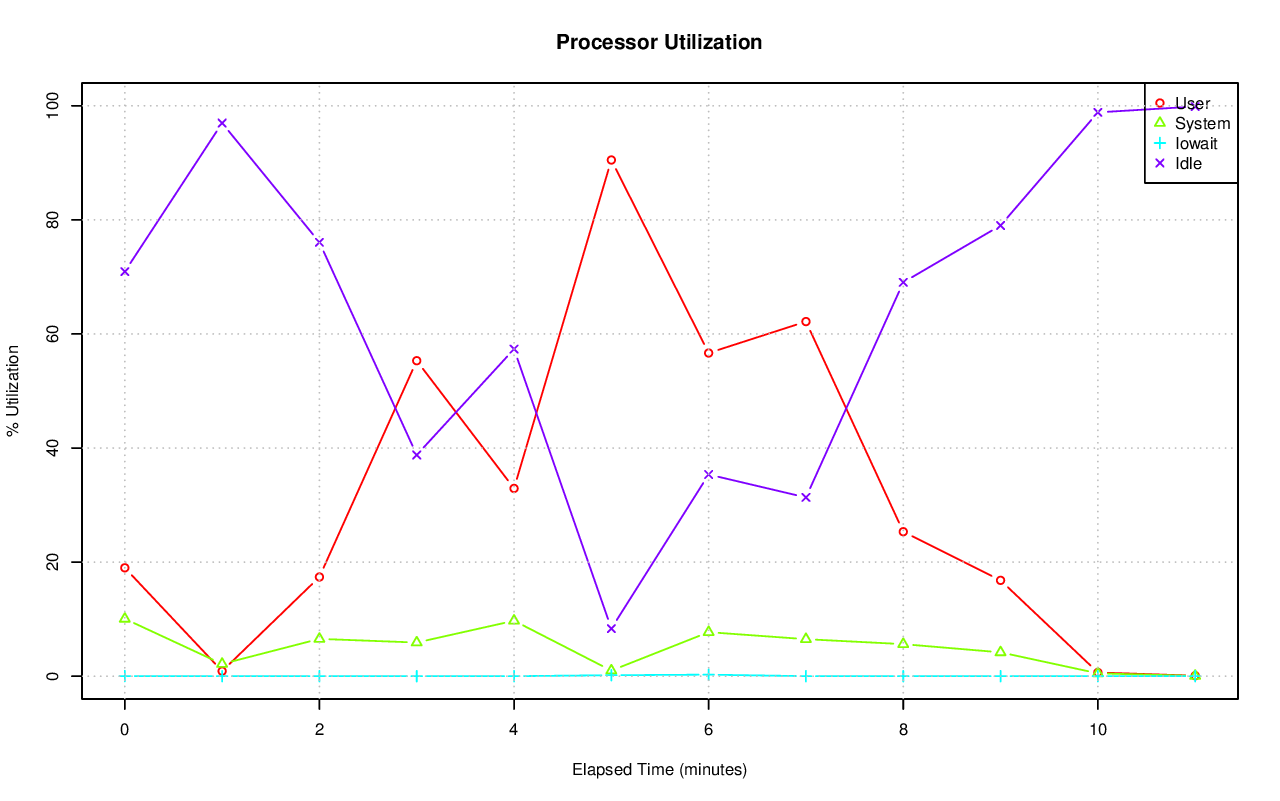 Processor Utilization
% Utilization
100
80
60
40
20
0
User
System
Iowait
Idle
0 2 4 6 8 10
Elapsed Time (minutes)